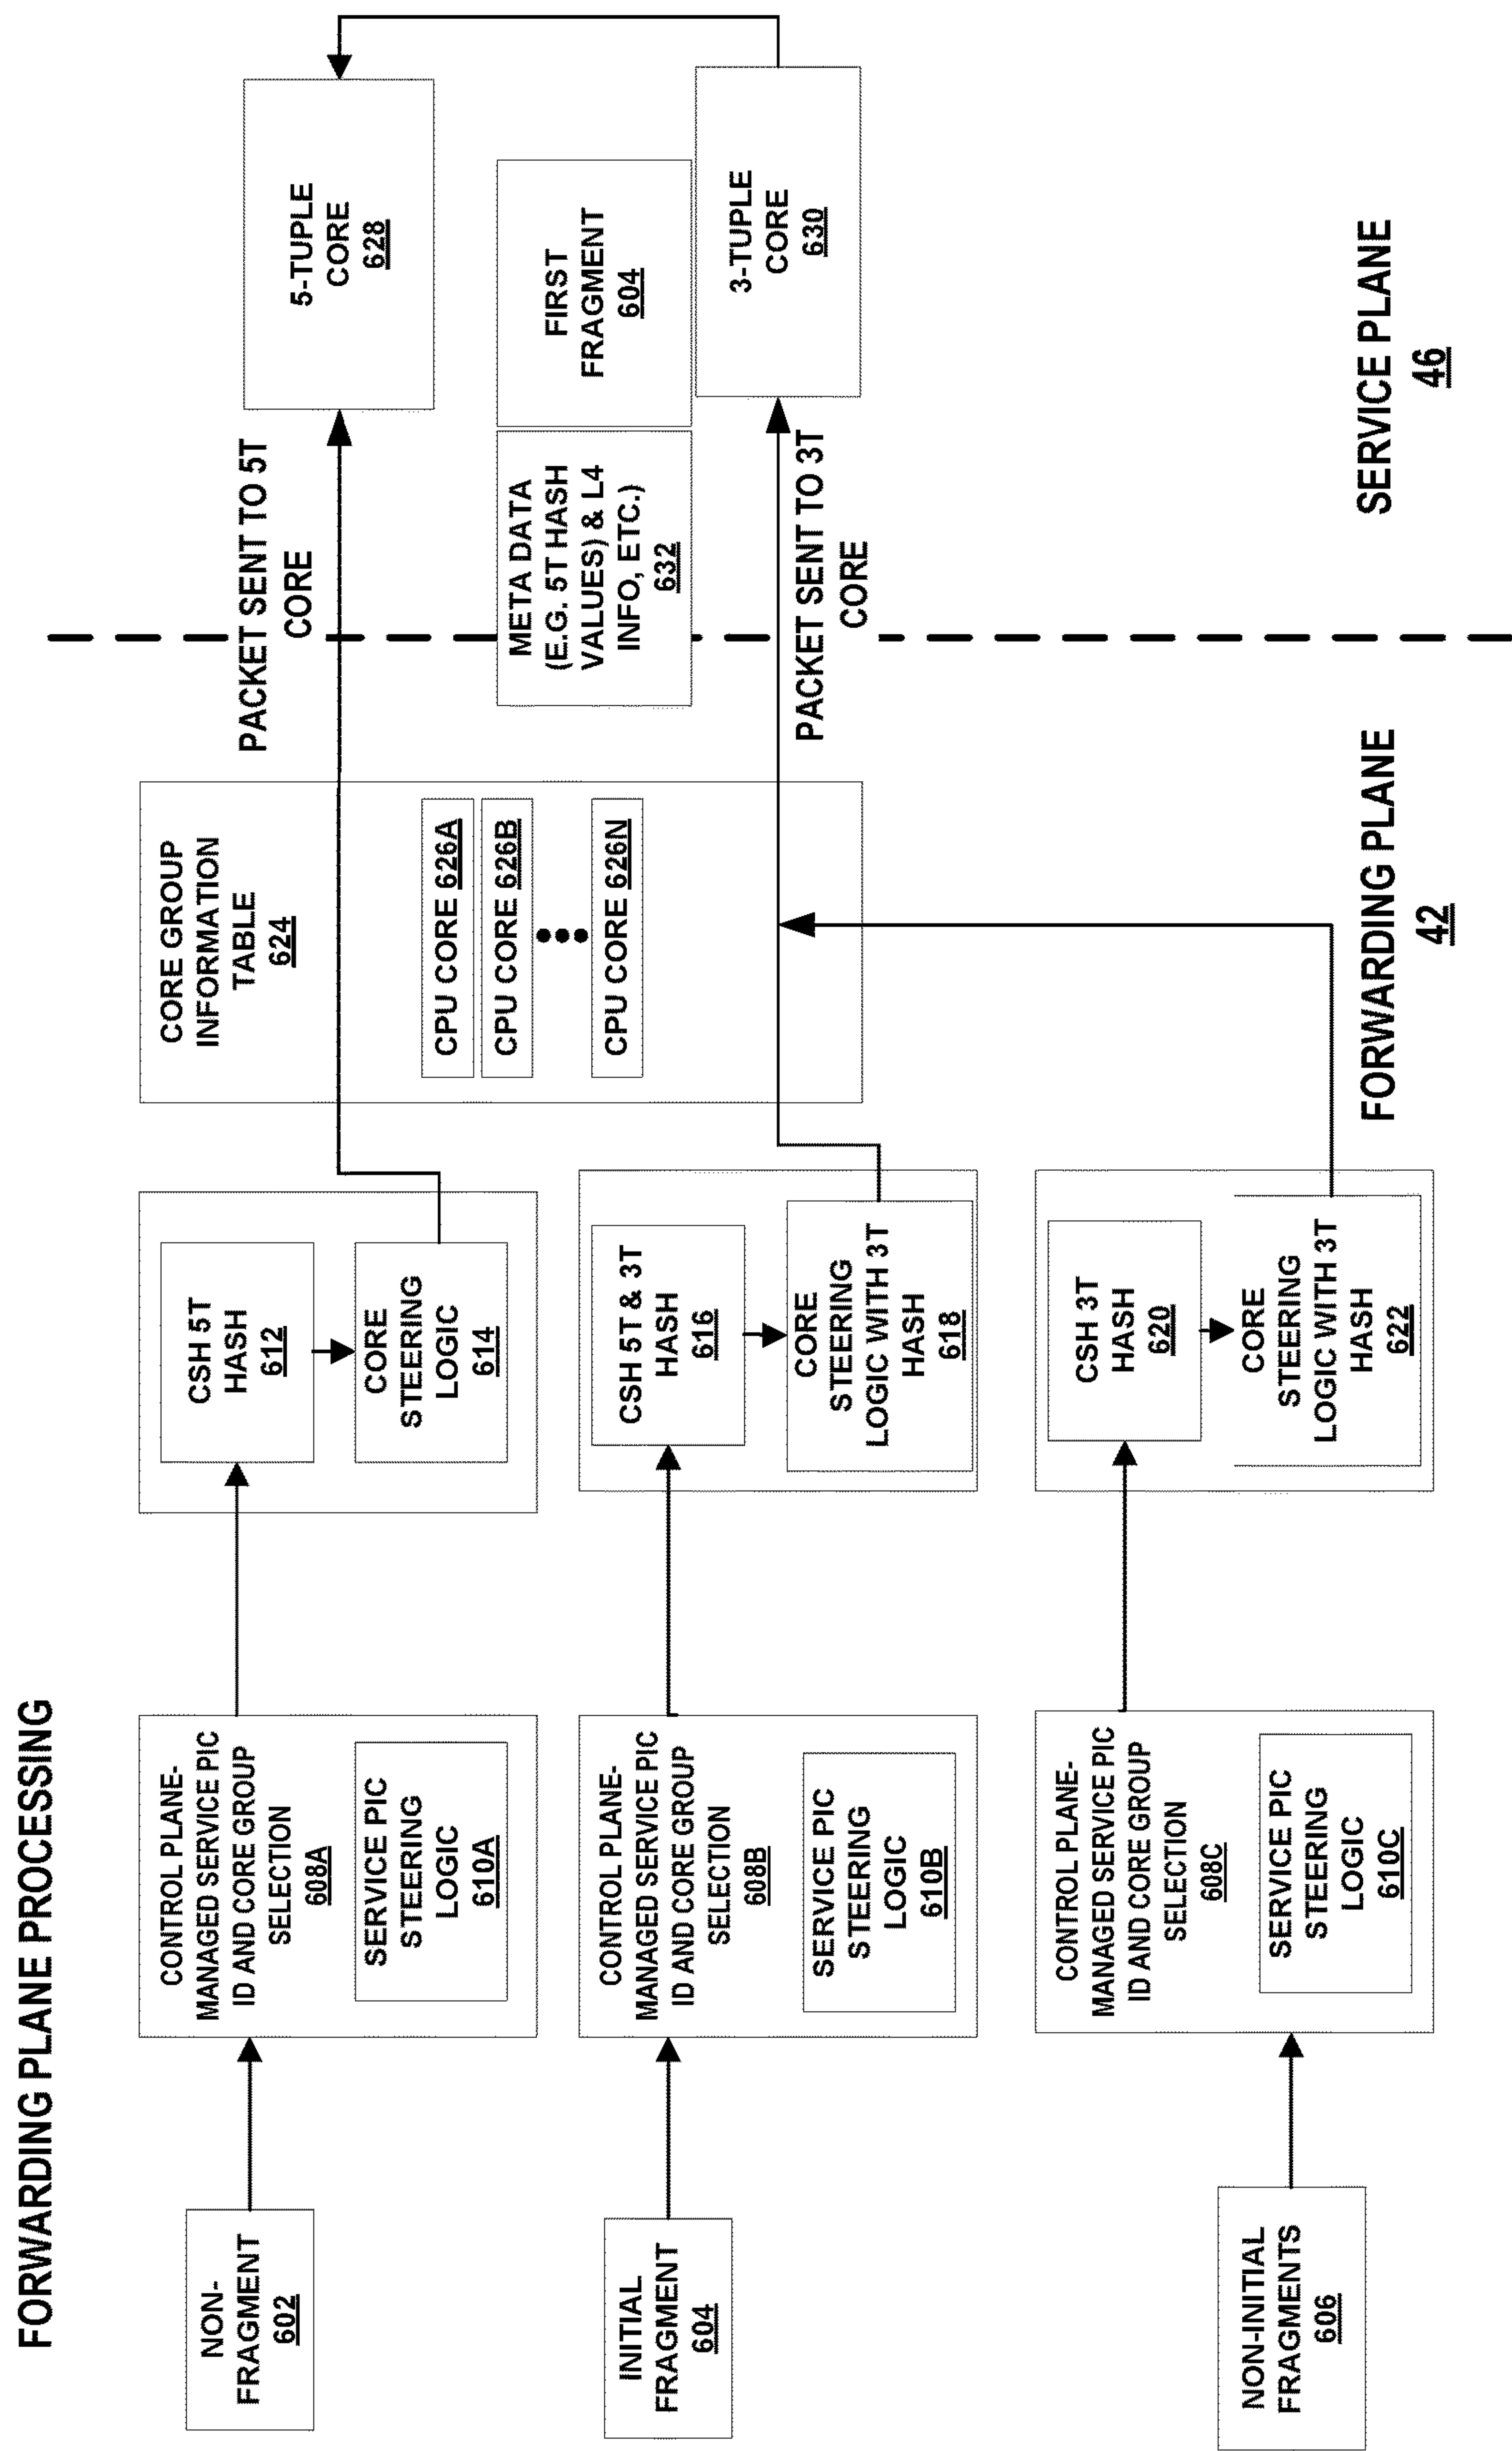 FORWARDING PLANE PROCESSING
NON-
FRAGMENT
602
CONTROL PLANE-
MANAGED SERVICE PIC
ID AND CORE GROUP
SELECTION
608A
SERVICE PIC
STEERING
LOGIC
610A
CSH 5T
HASH
612
CORE
STEERING
LOGIC
614
CORE GROUP
INFORMATION
TABLE
624
CPU CORE 626A
CPU CORE 626B
CPU CORE 626N
PACKET SENT TO 5T
CORE
5-TUPLE
CORE
628
INITIAL
FRAGMENT
604
CONTROL PLANE-
MANAGED SERVICE PIC
ID AND CORE GROUP
SELECTION
608B
SERVICE PIC
STEERING
LOGIC
610B
CSH 5T & 3T
HASH
616
CORE
STEERING
LOGIC WITH 3T
HASH
618
META DATA
(E.G. 5T HASH
VALUES) & L4
INFO, ETC.)
632
FIRST
FRAGMENT
604
PACKET SENT TO 3T
CORE
3-TUPLE
CORE
630
NON-INITIAL
FRAGMENTS
606
CONTROL PLANE-
MANAGED SERVICE PIC
ID AND CORE GROUP
SELECTION
608C
SERVICE PIC
STEERING
LOGIC
610C
CSH 3T
HASH
620
CORE
STEERING
LOGIC WITH 3T
HASH
622
FORWARDING PLANE
42
SERVICE PLANE
46